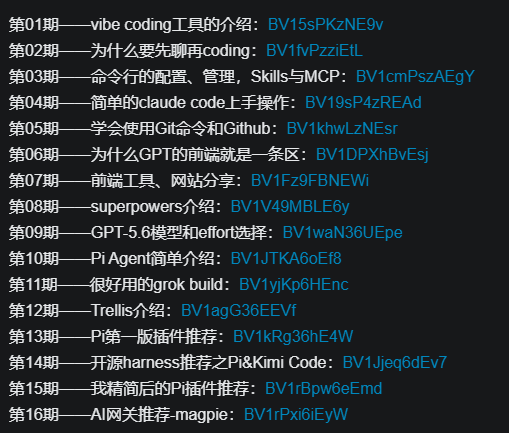 第01期——vibe coding工具的介绍：BV15sPKzNE9v
第02期——为什么要先聊再coding：BV1fvPzziEtL
第03期——命令行的配置、管理，Skills与MCP：BV1cmPszAEgY
第04期——简单的claude code上手操作：BV19sP4zREAd
第05期——学会使用Git命令和Github：BV1khwLzNEsr
第06期——为什么GPT的前端就是一条区：BV1DPXhBvEsj
第07期——前端工具、网站分享：BV1Fz9FBNEWi
第08期——superpowers介绍：BV1V49MBLE6y
第09期——GPT-5.6模型和effort选择：BV1waN36UEpe
第10期——Pi Agent简单介绍：BV1JTKA6oEf8
第11期——很好用的grok build：BV1yjKp6HEnc
第12期——Trellis介绍：BV1agG36EEVf
第13期——Pi第一版插件推荐：BV1kRg36hE4W
第14期——开源harness推荐之Pi&Kimi Code：BV1Jjeq6dEv7
第15期——我精简后的Pi插件推荐：BV1rBpw6eEmd
第16期——AI网关推荐-magpie：BV1rPxi6iEyW